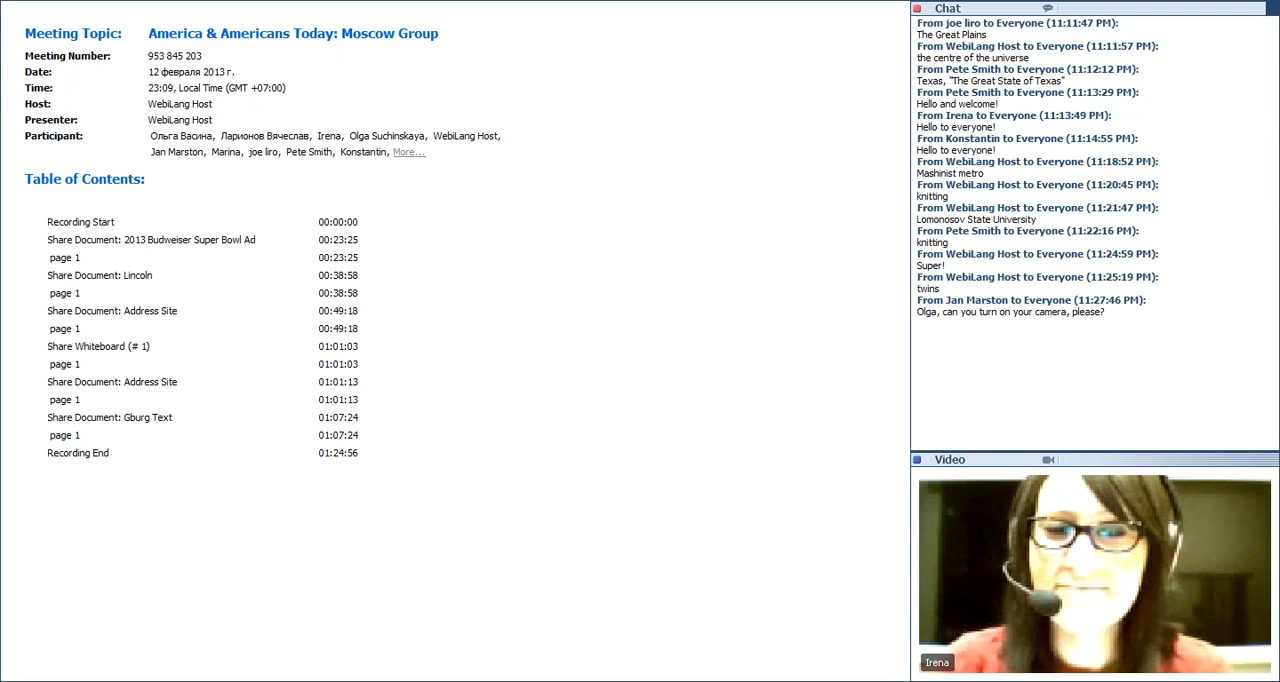 Meeting Topic: America & Americans Today: Moscow Group
Meeting Number: 953 845 203
Date: 12 февраля 2013 г.
Time: 23:09, Local Time (GMT +07:00)
Host: WebiLang Host
Presenter: WebiLang Host
Participant: Ольга Васина, Ларионов Вячеслав, Irena, Olga Suchinskaya, WebiLang Host,
Jan Marston, Marina, joe liro, Pete Smith, Konstantin, More...
Table of Contents:
Recording Start 00:00:00
Share Document: 2013 Budweiser Super Bowl Ad 00:23:25
page 1 00:23:25
Share Document: Lincoln 00:38:58
page 1 00:38:58
Share Document: Address Site 00:49:18
page 1 00:49:18
Share Whiteboard (# 1) 01:01:03
page 1 01:01:03
Share Document: Address Site 01:01:13
page 1 01:01:13
Share Document: Gburg Text 01:07:24
page 1 01:07:24
Recording End 01:24:56
Chat
From joe liro to Everyone (11:11:47 PM):
The Great Plains
From WebiLang Host to Everyone (11:11:57 PM):
the centre of the universe
From Pete Smith to Everyone (11:12:12 PM):
Texas, "The Great State of Texas"
From Pete Smith to Everyone (11:13:29 PM):
Hello and welcome!
From Irena to Everyone (11:13:49 PM):
Hello to everyone!
From Konstantin to Everyone (11:14:55 PM):
Hello to everyone!
From WebiLang Host to Everyone (11:18:52 PM):
Mashinist metro
From WebiLang Host to Everyone (11:20:45 PM):
knitting
From WebiLang Host to Everyone (11:21:47 PM):
Lomonosov State University
From Pete Smith to Everyone (11:22:16 PM):
knitting
From WebiLang Host to Everyone (11:24:59 PM):
Super!
From WebiLang Host to Everyone (11:25:19 PM):
twins
From Jan Marston to Everyone (11:27:46 PM):
Olga, can you turn on your camera, please?
Video
Irena